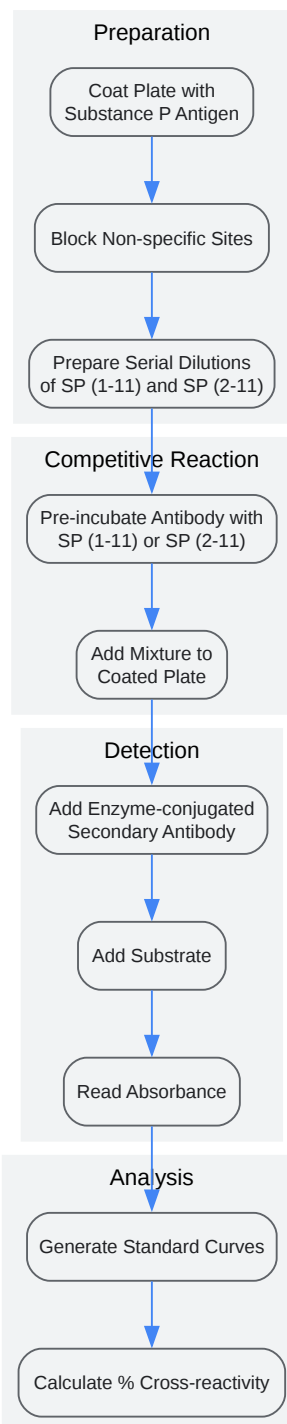 Preparation
Coat Plate with
Substance P Antigen
Block Non-specific Sites
Prepare Serial Dilutions
of SP (1-11) and SP (2-11)
Competitive Reaction
Pre-incubate Antibody with
SP (1-11) or SP (2-11)
Add Mixture to
Coated Plate
Detection
Add Enzyme-conjugated
Secondary Antibody
Add Substrate
Read Absorbance
Analysis
Generate Standard Curves
Calculate % Cross-reactivity